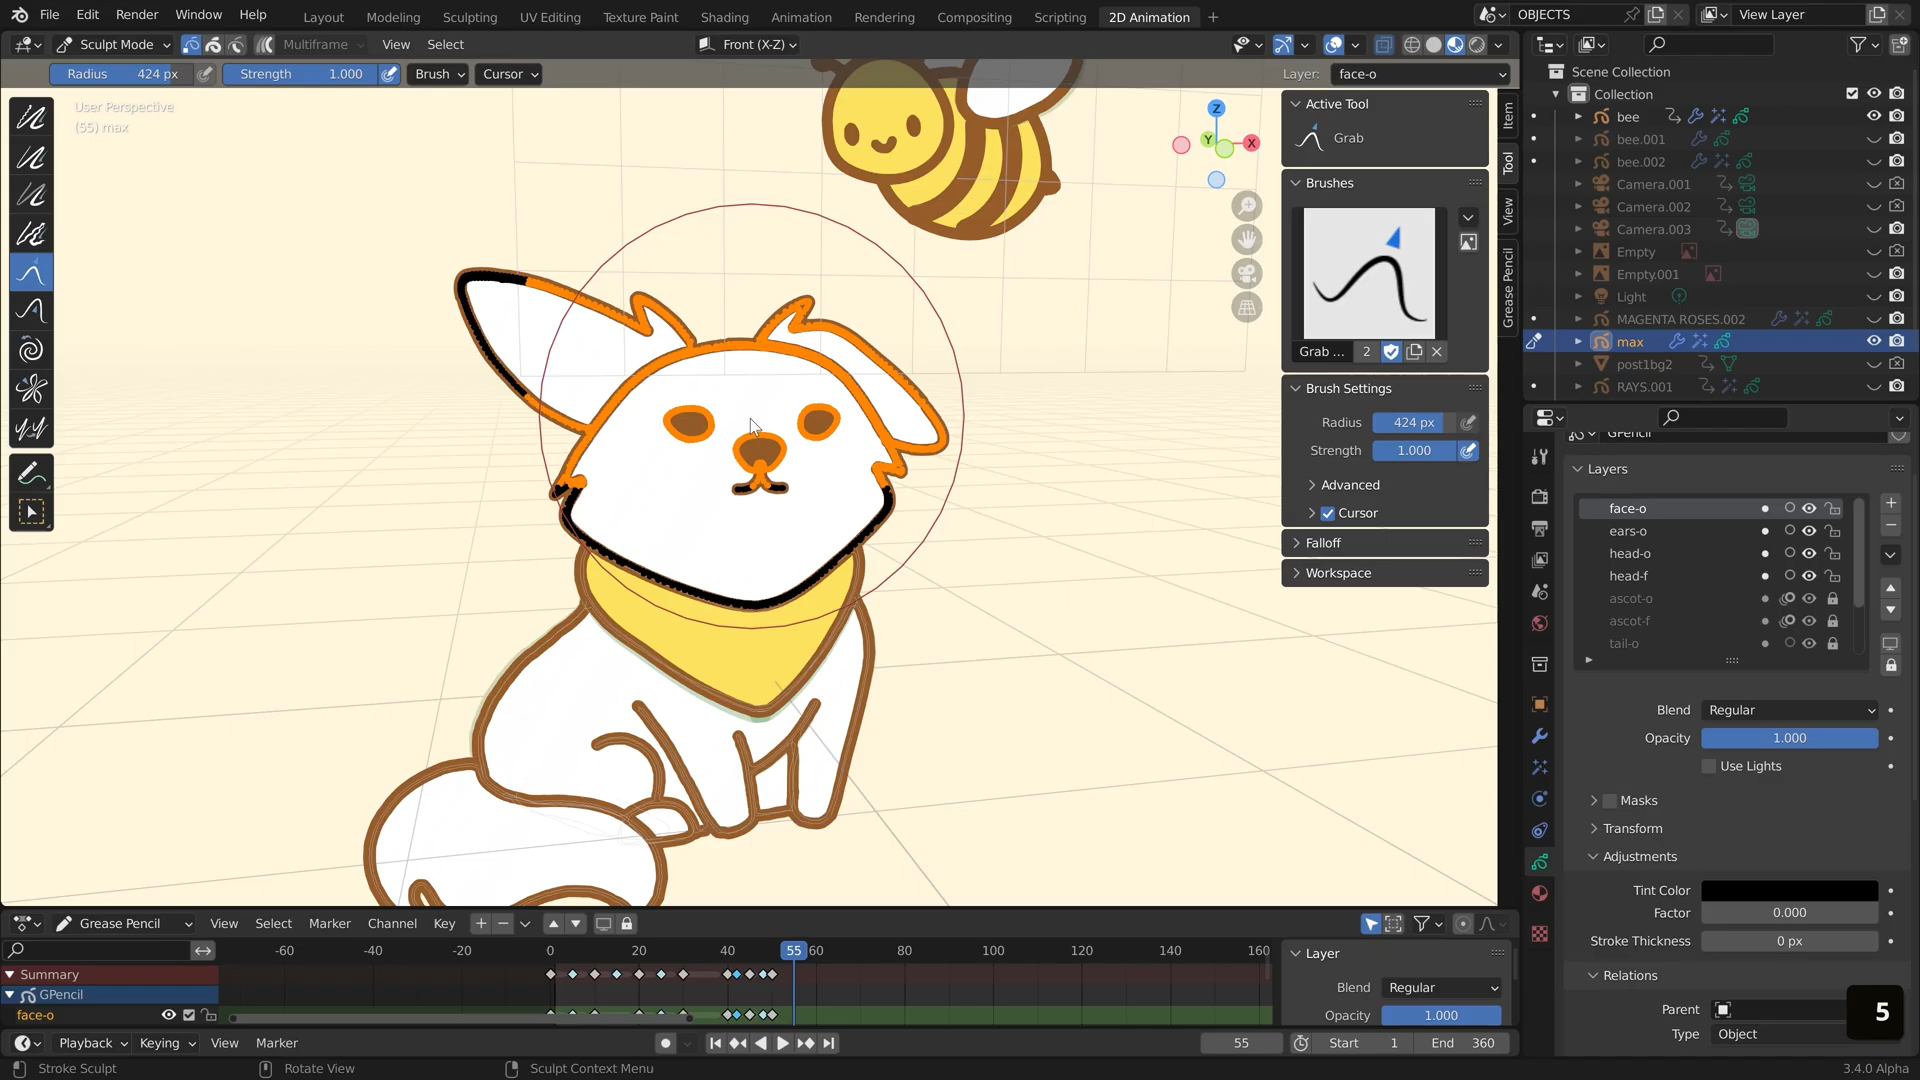 File Edit Render Window Help Layout Modeling Sculpting UV Editing Texture Paint Shading Animation Rendering Compositing Scripting 2D Animation + OBJECTS View Layer
Sculpt Mode Multiframe View Select Front (X-Z)
Radius 424 px Strength 1.000 Brush Cursor Layer: face-o
User Perspective
(55) max
Z
Y
X
Active Tool
Grab
Brushes
Grab ... 2
Brush Settings
Radius 424 px
Strength 1.000
Advanced
Cursor
Falloff
Workspace
Item
Tool
View
Grease Pencil
Scene Collection
Collection
bee
bee.001
bee.002
Camera.001
Camera.002
Camera.003
Empty
Empty.001
Light
MAGENTA ROSES.002
max
post1bg2
RAYS.001
GPencil
Layers
face-o
ears-o
head-o
head-f
ascot-o
ascot-f
tail-o
Blend Regular
Opacity 1.000
Use Lights
Masks
Transform
Adjustments
Tint Color
Factor 0.000
Stroke Thickness 0 px
Relations
Parent
Type Object
5
Grease Pencil View Select Marker Channel Key
-60 -40 -20 0 20 40 55 60 80 100 120 140 160
Summary
GPencil
face-o
Layer
Blend Regular
Opacity 1.000
Playback Keying View Marker 55 Start 1 End 360
Stroke Sculpt Rotate View Sculpt Context Menu 3.4.0 Alpha